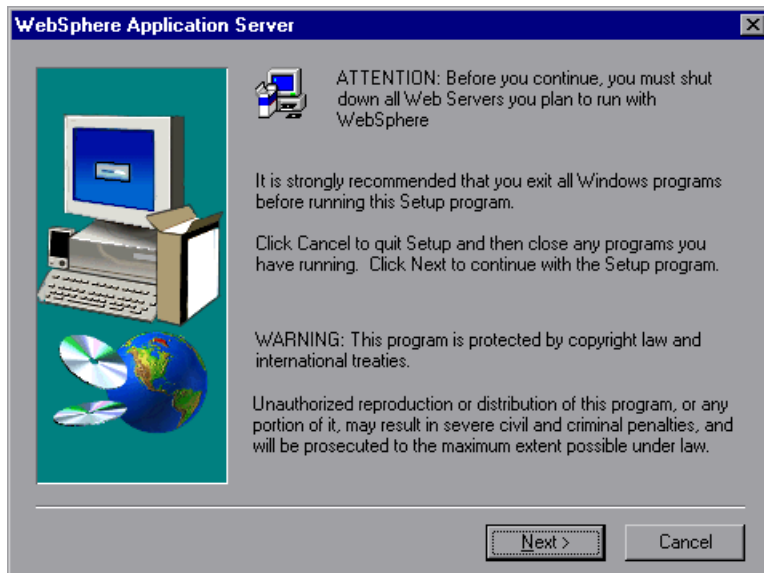 WebSphere Application Server
ATTENTION: Before you continue, you must shut
down all Web Servers you plan to run with
WebSphere
It is strongly recommended that you exit all Windows programs
before running this Setup program.
Click Cancel to quit Setup and then close any programs you
have running.  Click Next to continue with the Setup program.
WARNING: This program is protected by copyright law and
international treaties.
Unauthorized reproduction or distribution of this program, or any
portion of it, may result in severe civil and criminal penalties, and
will be prosecuted to the maximum extent possible under law.
Next >
Cancel